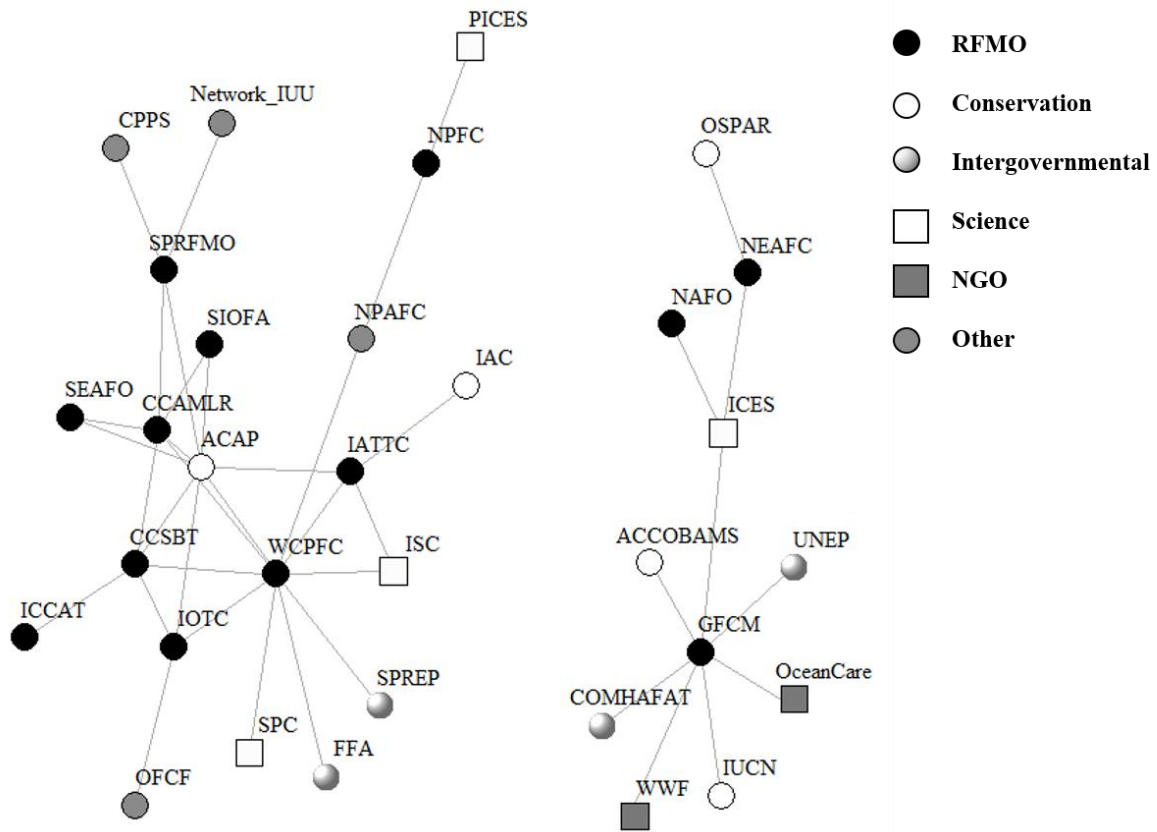 PICES
Network_IUU
CPPS
NPFC
SPRFMO
SIOFA
NPAFC
IAC
SEAFO
CCAMLR
ACAP
IATTC
CCSBT
WCPFC
ISC
ICCAT
IOTC
SPREP
SPC
FFA
OFCF
OSPAR
NEAFC
NAFO
ICES
ACCOBAMS
UNEP
GFCM
OceanCare
COMHAFAT
IUCN
WWF
RFMO
Conservation
Intergovernmental
Science
NGO
Other